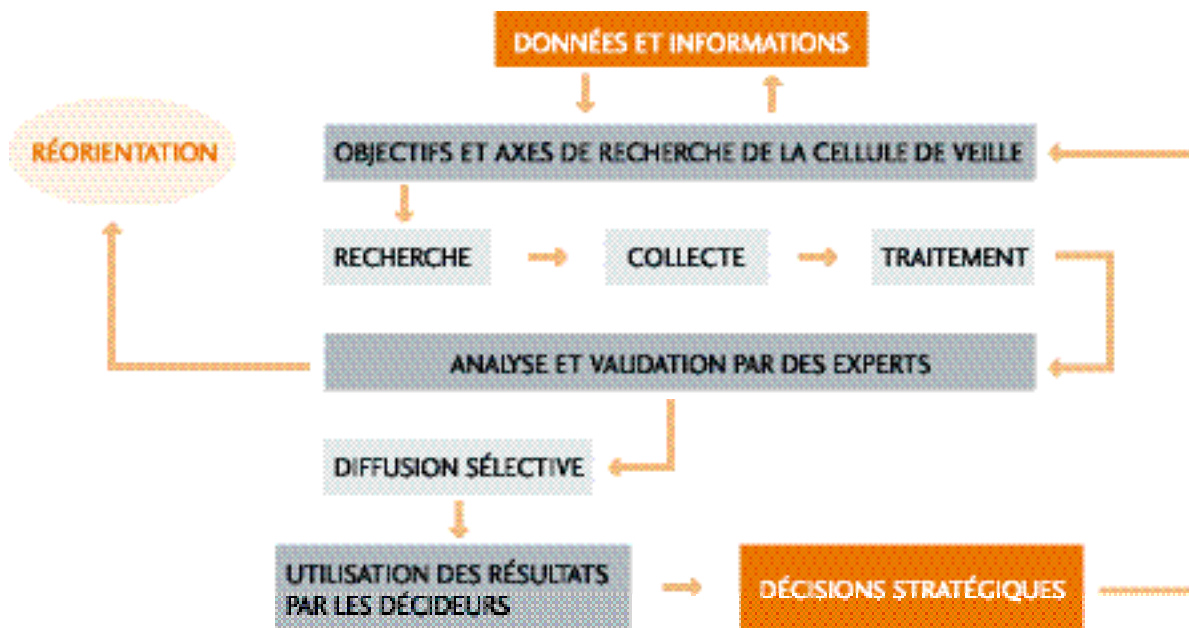 DONNÉES ET INFORMATIONS
RÉORIENTATION
OBJECTIFS ET AXES DE RECHERCHE DE LA CELLULE DE VEILLE
RECHERCHE
COLLECTE
TRAITEMENT
ANALYSE ET VALIDATION PAR DES EXPERTS
DIFFUSION SÉLECTIVE
UTILISATION DES RÉSULTATS
PAR LES DÉCIDEURS
DÉCISIONS STRATÉGIQUES